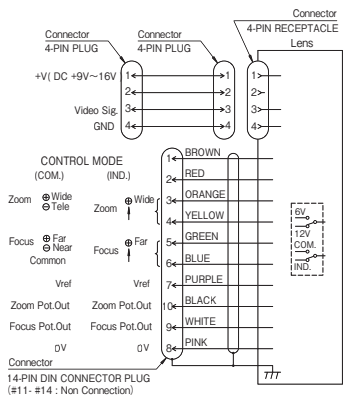 Connector
4-PIN RECEPTACLE
Connector
4-PIN PLUG
Connector
4-PIN PLUG
Lens
+V( DC +9V~16V 1 1 1
2 2 2
Video Sig. 3 3 3
GND 4 4 4
CONTROL MODE
(COM.) (IND.)
1 BROWN
2 RED
Zoom ⊕ Wide
⊖ Tele
Zoom ⊕ Wide
3 ORANGE
4 YELLOW
Focus ⊕ Far
⊖ Near
Common
Focus ⊕ Far
5 GREEN
6 BLUE
Vref Vref 7 PURPLE
Zoom Pot.Out Zoom Pot.Out 10 BLACK
Focus Pot.Out Focus Pot.Out 9 WHITE
0V 0V 8 PINK
6V
12V
COM.
IND.
Connector
14-PIN DIN CONNECTOR PLUG
(#11- #14 : Non Connection)